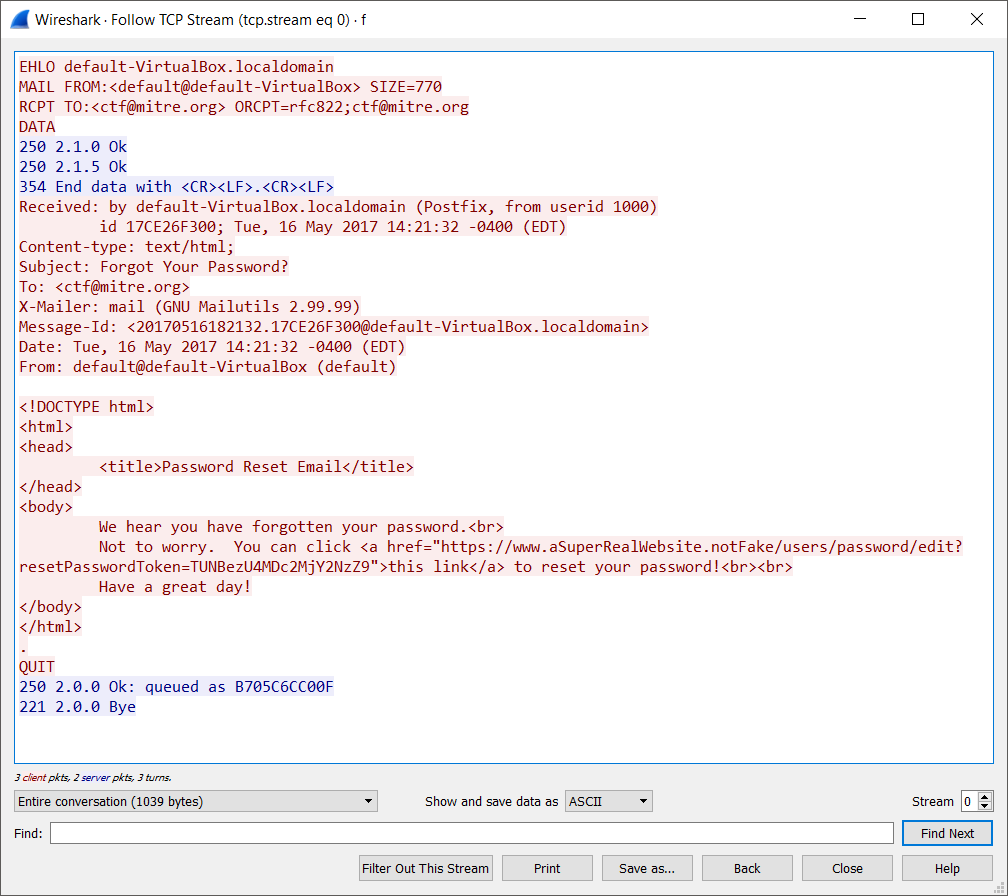 Wireshark · Follow TCP Stream (tcp.stream eq 0) · f
EHLO default-VirtualBox.localdomain
MAIL FROM:<default@default-VirtualBox> SIZE=770
RCPT TO:<ctf@mitre.org> ORCPT=rfc822;ctf@mitre.org
DATA
250 2.1.0 Ok
250 2.1.5 Ok
354 End data with <CR><LF>.<CR><LF>
Received: by default-VirtualBox.localdomain (Postfix, from userid 1000)
        id 17CE26F300; Tue, 16 May 2017 14:21:32 -0400 (EDT)
Content-type: text/html;
Subject: Forgot Your Password?
To: <ctf@mitre.org>
X-Mailer: mail (GNU Mailutils 2.99.99)
Message-Id: <20170516182132.17CE26F300@default-VirtualBox.localdomain>
Date: Tue, 16 May 2017 14:21:32 -0400 (EDT)
From: default@default-VirtualBox (default)

<!DOCTYPE html>
<html>
<head>
        <title>Password Reset Email</title>
</head>
<body>
        We hear you have forgotten your password.<br>
        Not to worry.  You can click <a href="https://www.aSuperRealWebsite.notFake/users/password/edit?
resetPasswordToken=TUNBezU4MDc2MjY2NzZ9">this link</a> to reset your password!<br><br>
        Have a great day!
</body>
</html>
.
QUIT
250 2.0.0 Ok: queued as B705C6CC00F
221 2.0.0 Bye
3 client pkts, 2 server pkts, 3 turns.
Entire conversation (1039 bytes) Show and save data as ASCII Stream 0
Find: Find Next
Filter Out This Stream Print Save as... Back Close Help